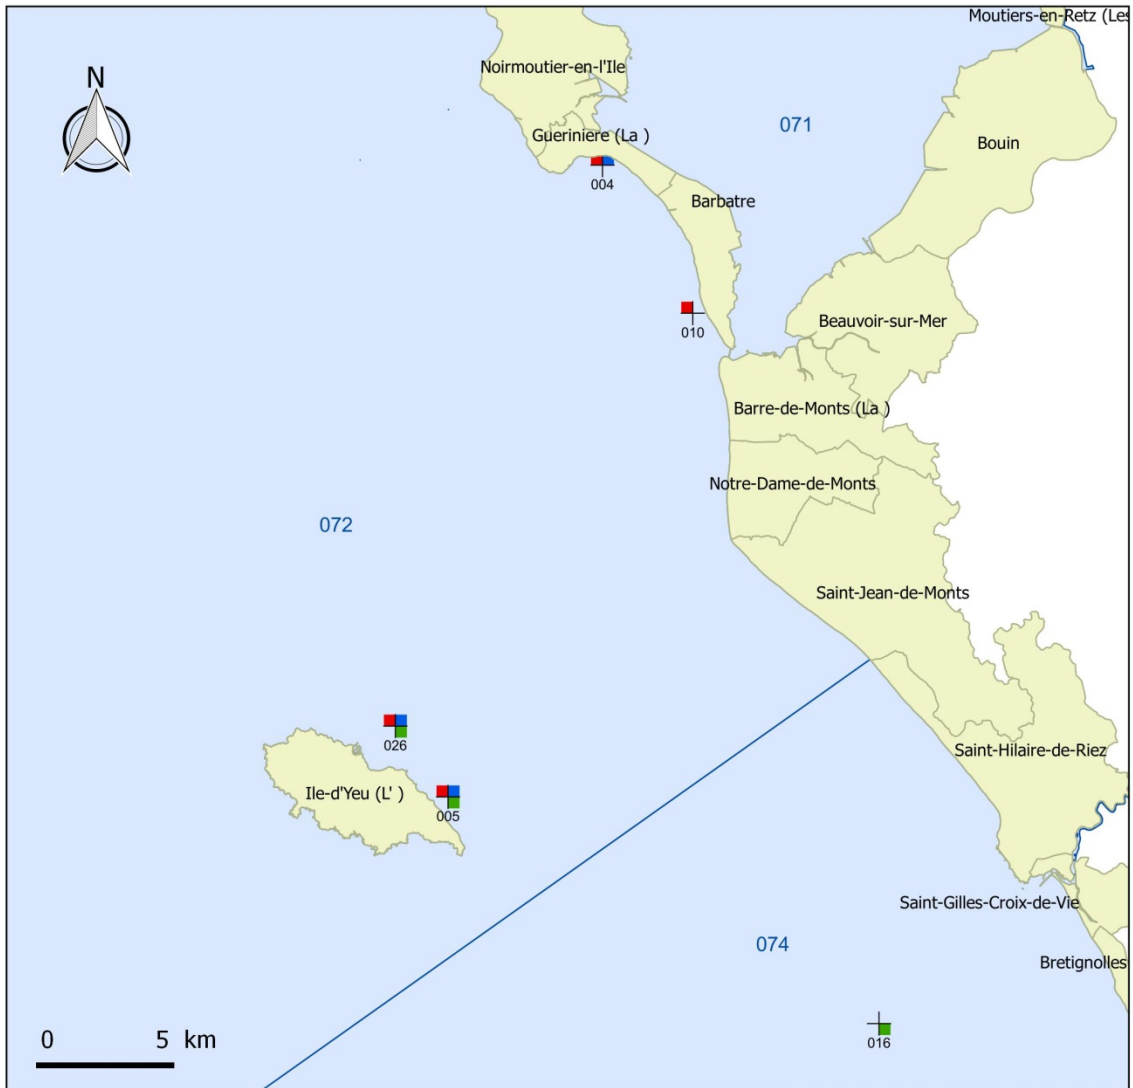 Moutiers-en-Retz (Les
Noirmoutier-en-l'Ile
N
071
Gueriniere (La )
Bouin
004
Barbatre
010
Beauvoir-sur-Mer
Barre-de-Monts (La )
Notre-Dame-de-Monts
072
Saint-Jean-de-Monts
026
Saint-Hilaire-de-Riez
Ile-d'Yeu (L' )
005
Saint-Gilles-Croix-de-Vie
074
Bretignolles
0 5 km
016